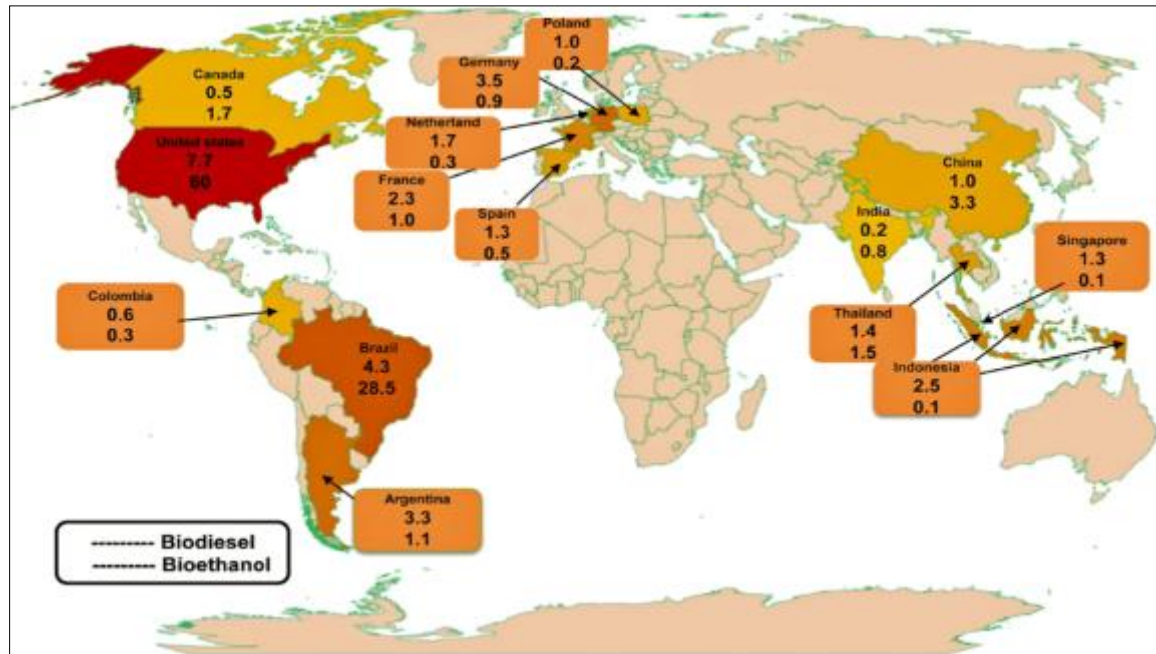 Poland
1.0
0.2
Germany
3.5
0.9
Canada
0.5
1.7
Netherland
1.7
0.3
United states
7.7
60
France
2.3
1.0
Spain
1.3
0.5
China
1.0
3.3
India
0.2
0.8
Singapore
1.3
0.1
Colombia
0.6
0.3
Thailand
1.4
1.5
Brazil
4.3
28.5
Indonesia
2.5
0.1
Argentina
3.3
1.1
--------- Biodiesel
--------- Bioethanol